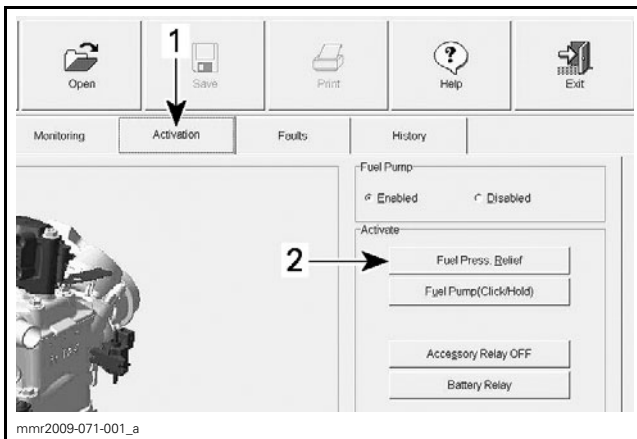 1
Open
Save
Print
Help
Exit
Monitoring
Activation
Faults
History
Fuel Pump
Enabled
Disabled
Activate
2
Fuel Press. Relief
Fuel Pump(Click/Hold)
Accessory Relay OFF
Battery Relay
mmr2009-071-001_a